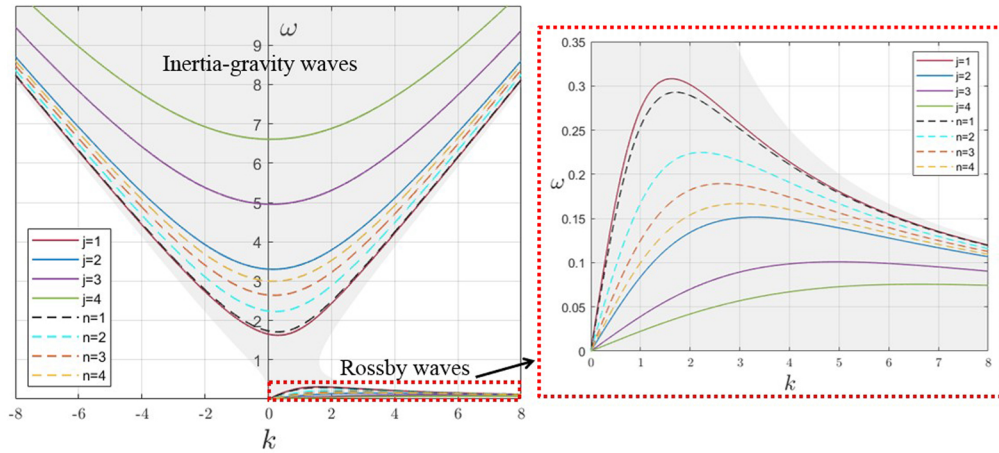 ω
Inertia-gravity waves
9
8
7
6
5
4
3
2
1
j=1
j=2
j=3
j=4
n=1
n=2
n=3
n=4
Rossby waves
-8 -6 -4 -2 0 2 4 6 8
k
0.35
0.3
0.25
0.2
0.15
0.1
0.05
0
ω
j=1
j=2
j=3
j=4
n=1
n=2
n=3
n=4
0 1 2 3 4 5 6 7 8
k